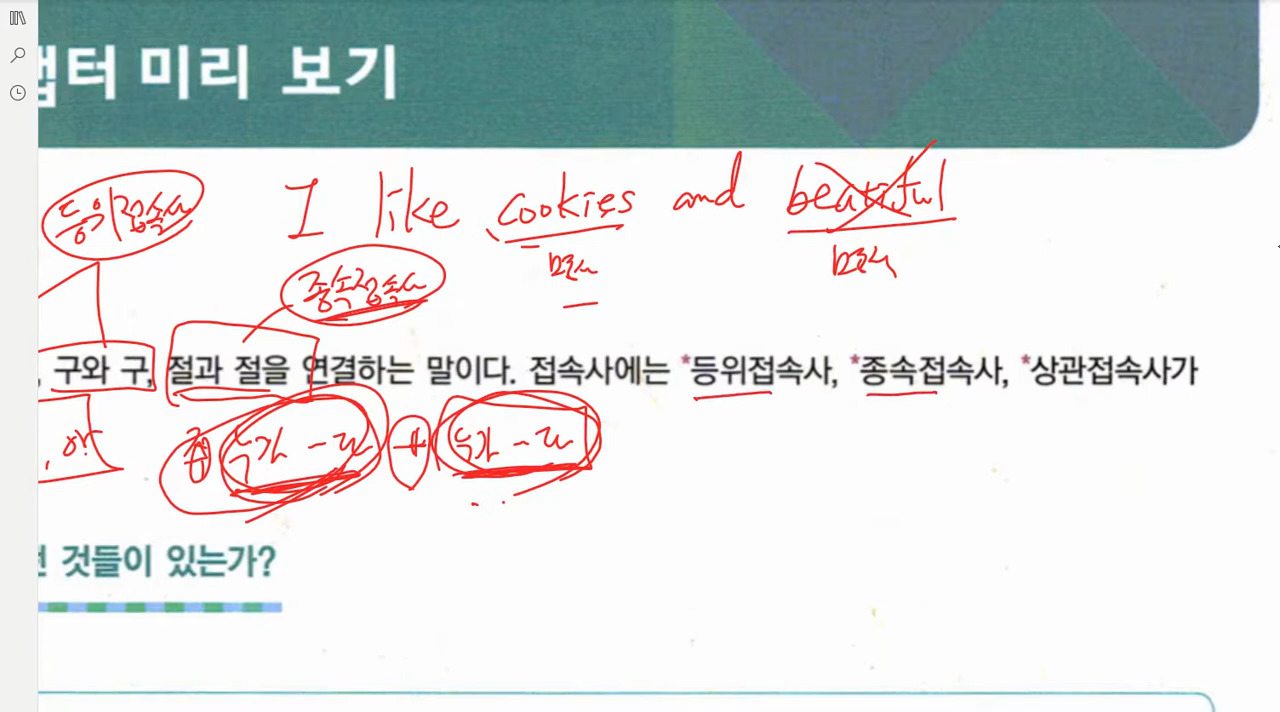 챕터 미리 보기
등위접속사 I like cookies and beatiful
명사 명사
종속접속사
, 구와 구, 절과 절을 연결하는 말이다. 접속사에는 *등위접속사, *종속접속사, *상관접속사가
접 누가 ~다 + 누가 ~다
것들이 있는가?